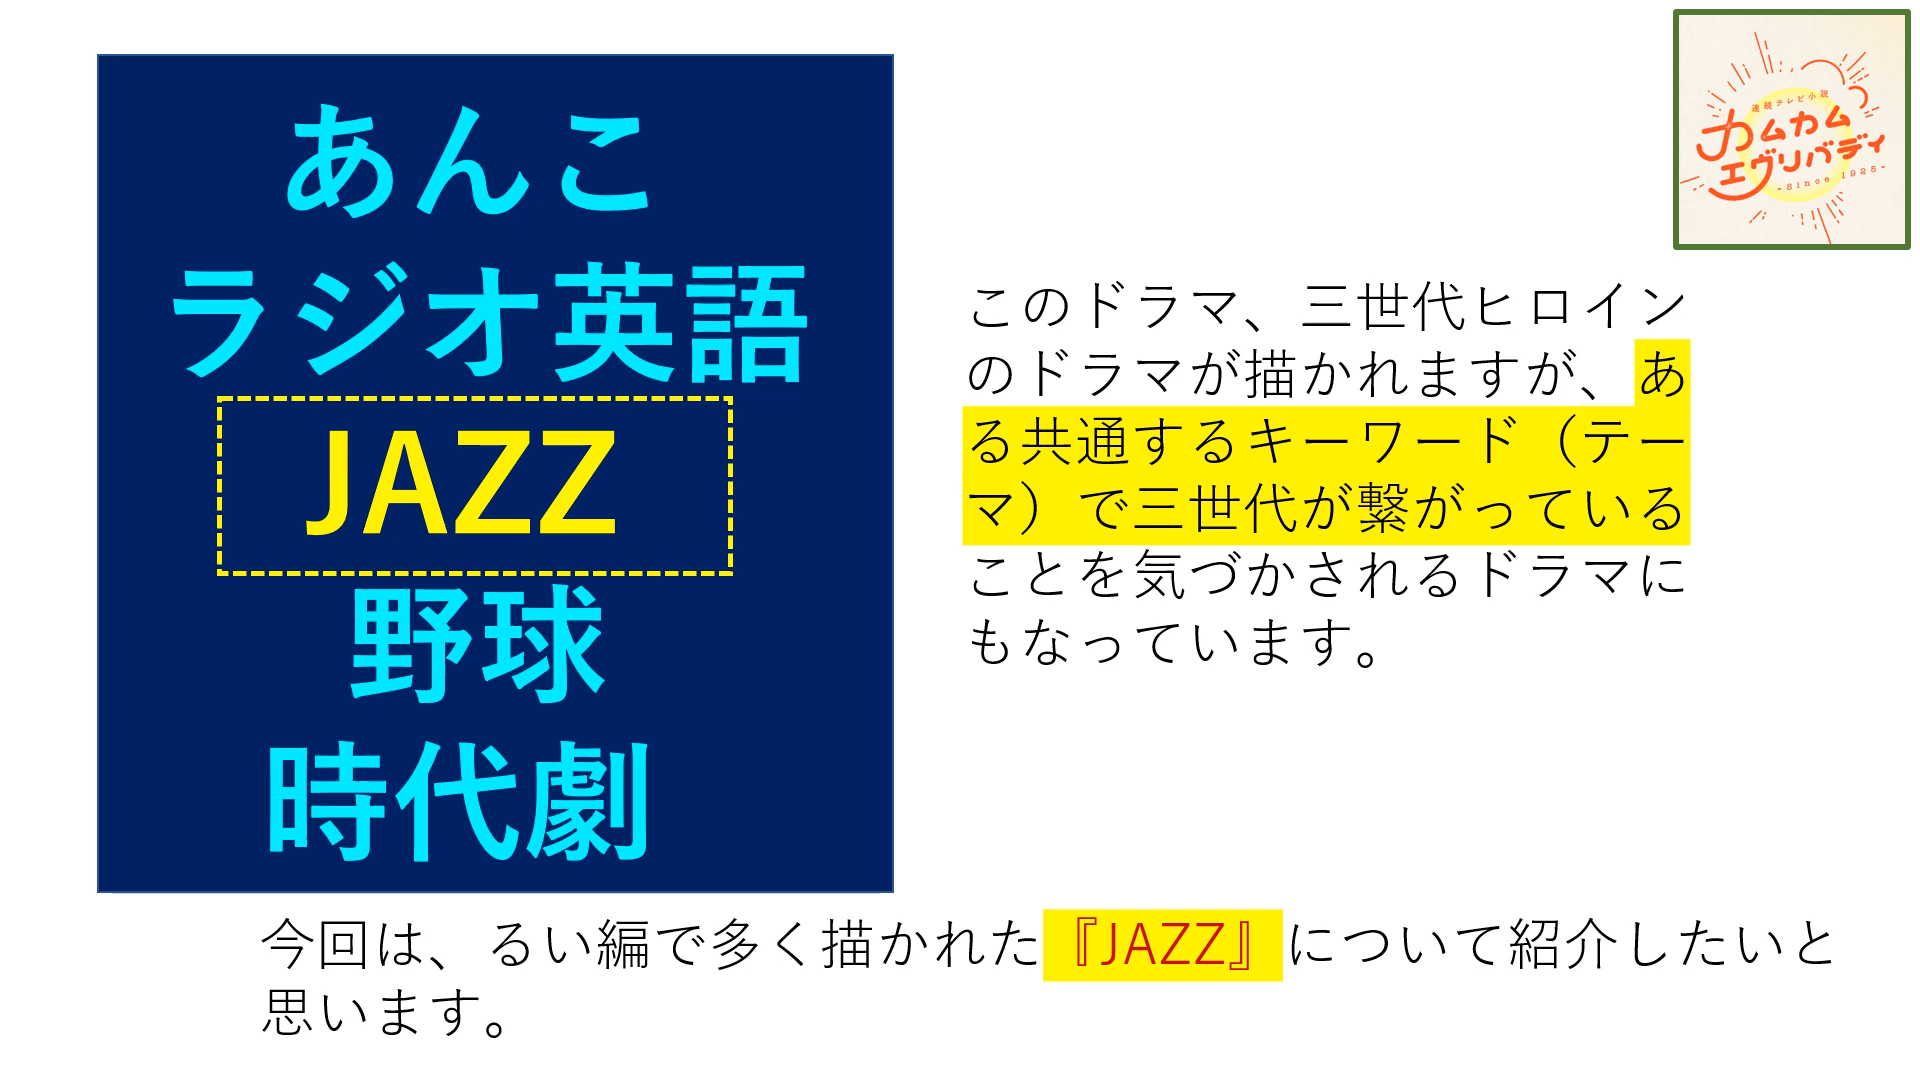 あんこ
ラジオ英語
JAZZ
野球
時代劇
連続テレビ小説
カムカム
エヴリバディ
-Since 1925-
このドラマ、三世代ヒロイン
のドラマが描かれますが、あ
る共通するキーワード（テー
マ）で三世代が繋がっている
ことを気づかされるドラマに
もなっています。
今回は、るい編で多く描かれた『JAZZ』について紹介したいと
思います。